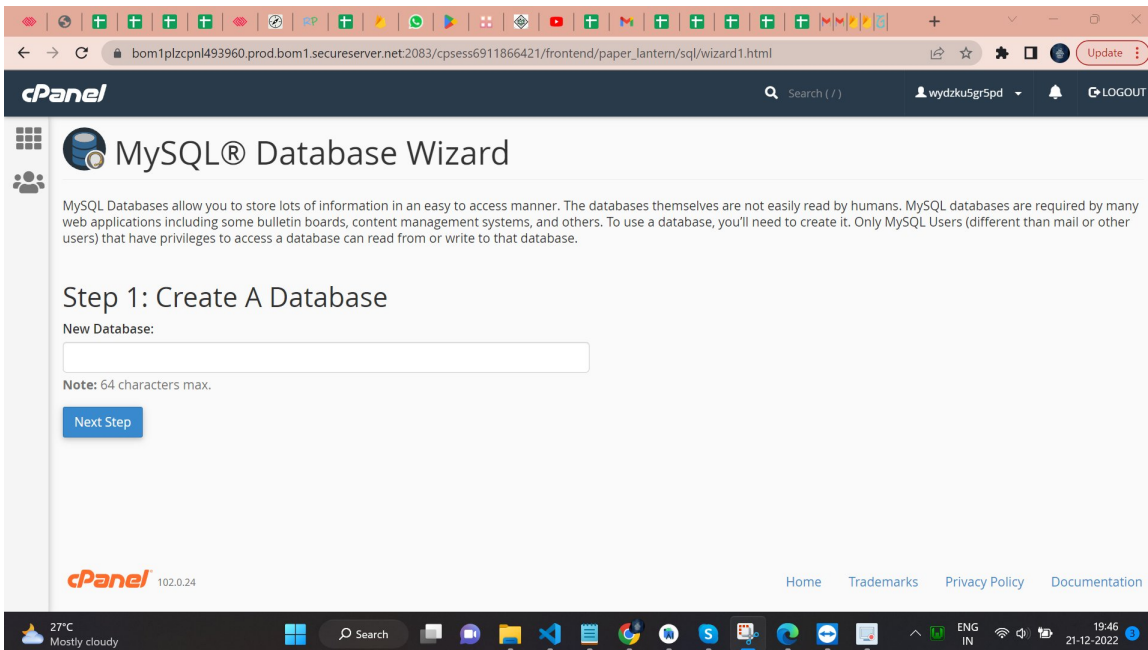 RP
bom1plzcpnl493960.prod.bom1.secureserver.net:2083/cpsess6911866421/frontend/paper_lantern/sql/wizard1.html
Update
cPanel
Search ( / )
wydzku5gr5pd
LOGOUT
MySQL® Database Wizard
MySQL Databases allow you to store lots of information in an easy to access manner. The databases themselves are not easily read by humans. MySQL databases are required by many
web applications including some bulletin boards, content management systems, and others. To use a database, you’ll need to create it. Only MySQL Users (different than mail or other
users) that have privileges to access a database can read from or write to that database.
Step 1: Create A Database
New Database:
Note: 64 characters max.
Next Step
cPanel 102.0.24
Home Trademarks Privacy Policy Documentation
27°C
Mostly cloudy
Search
ENG
IN
19:46
21-12-2022
3